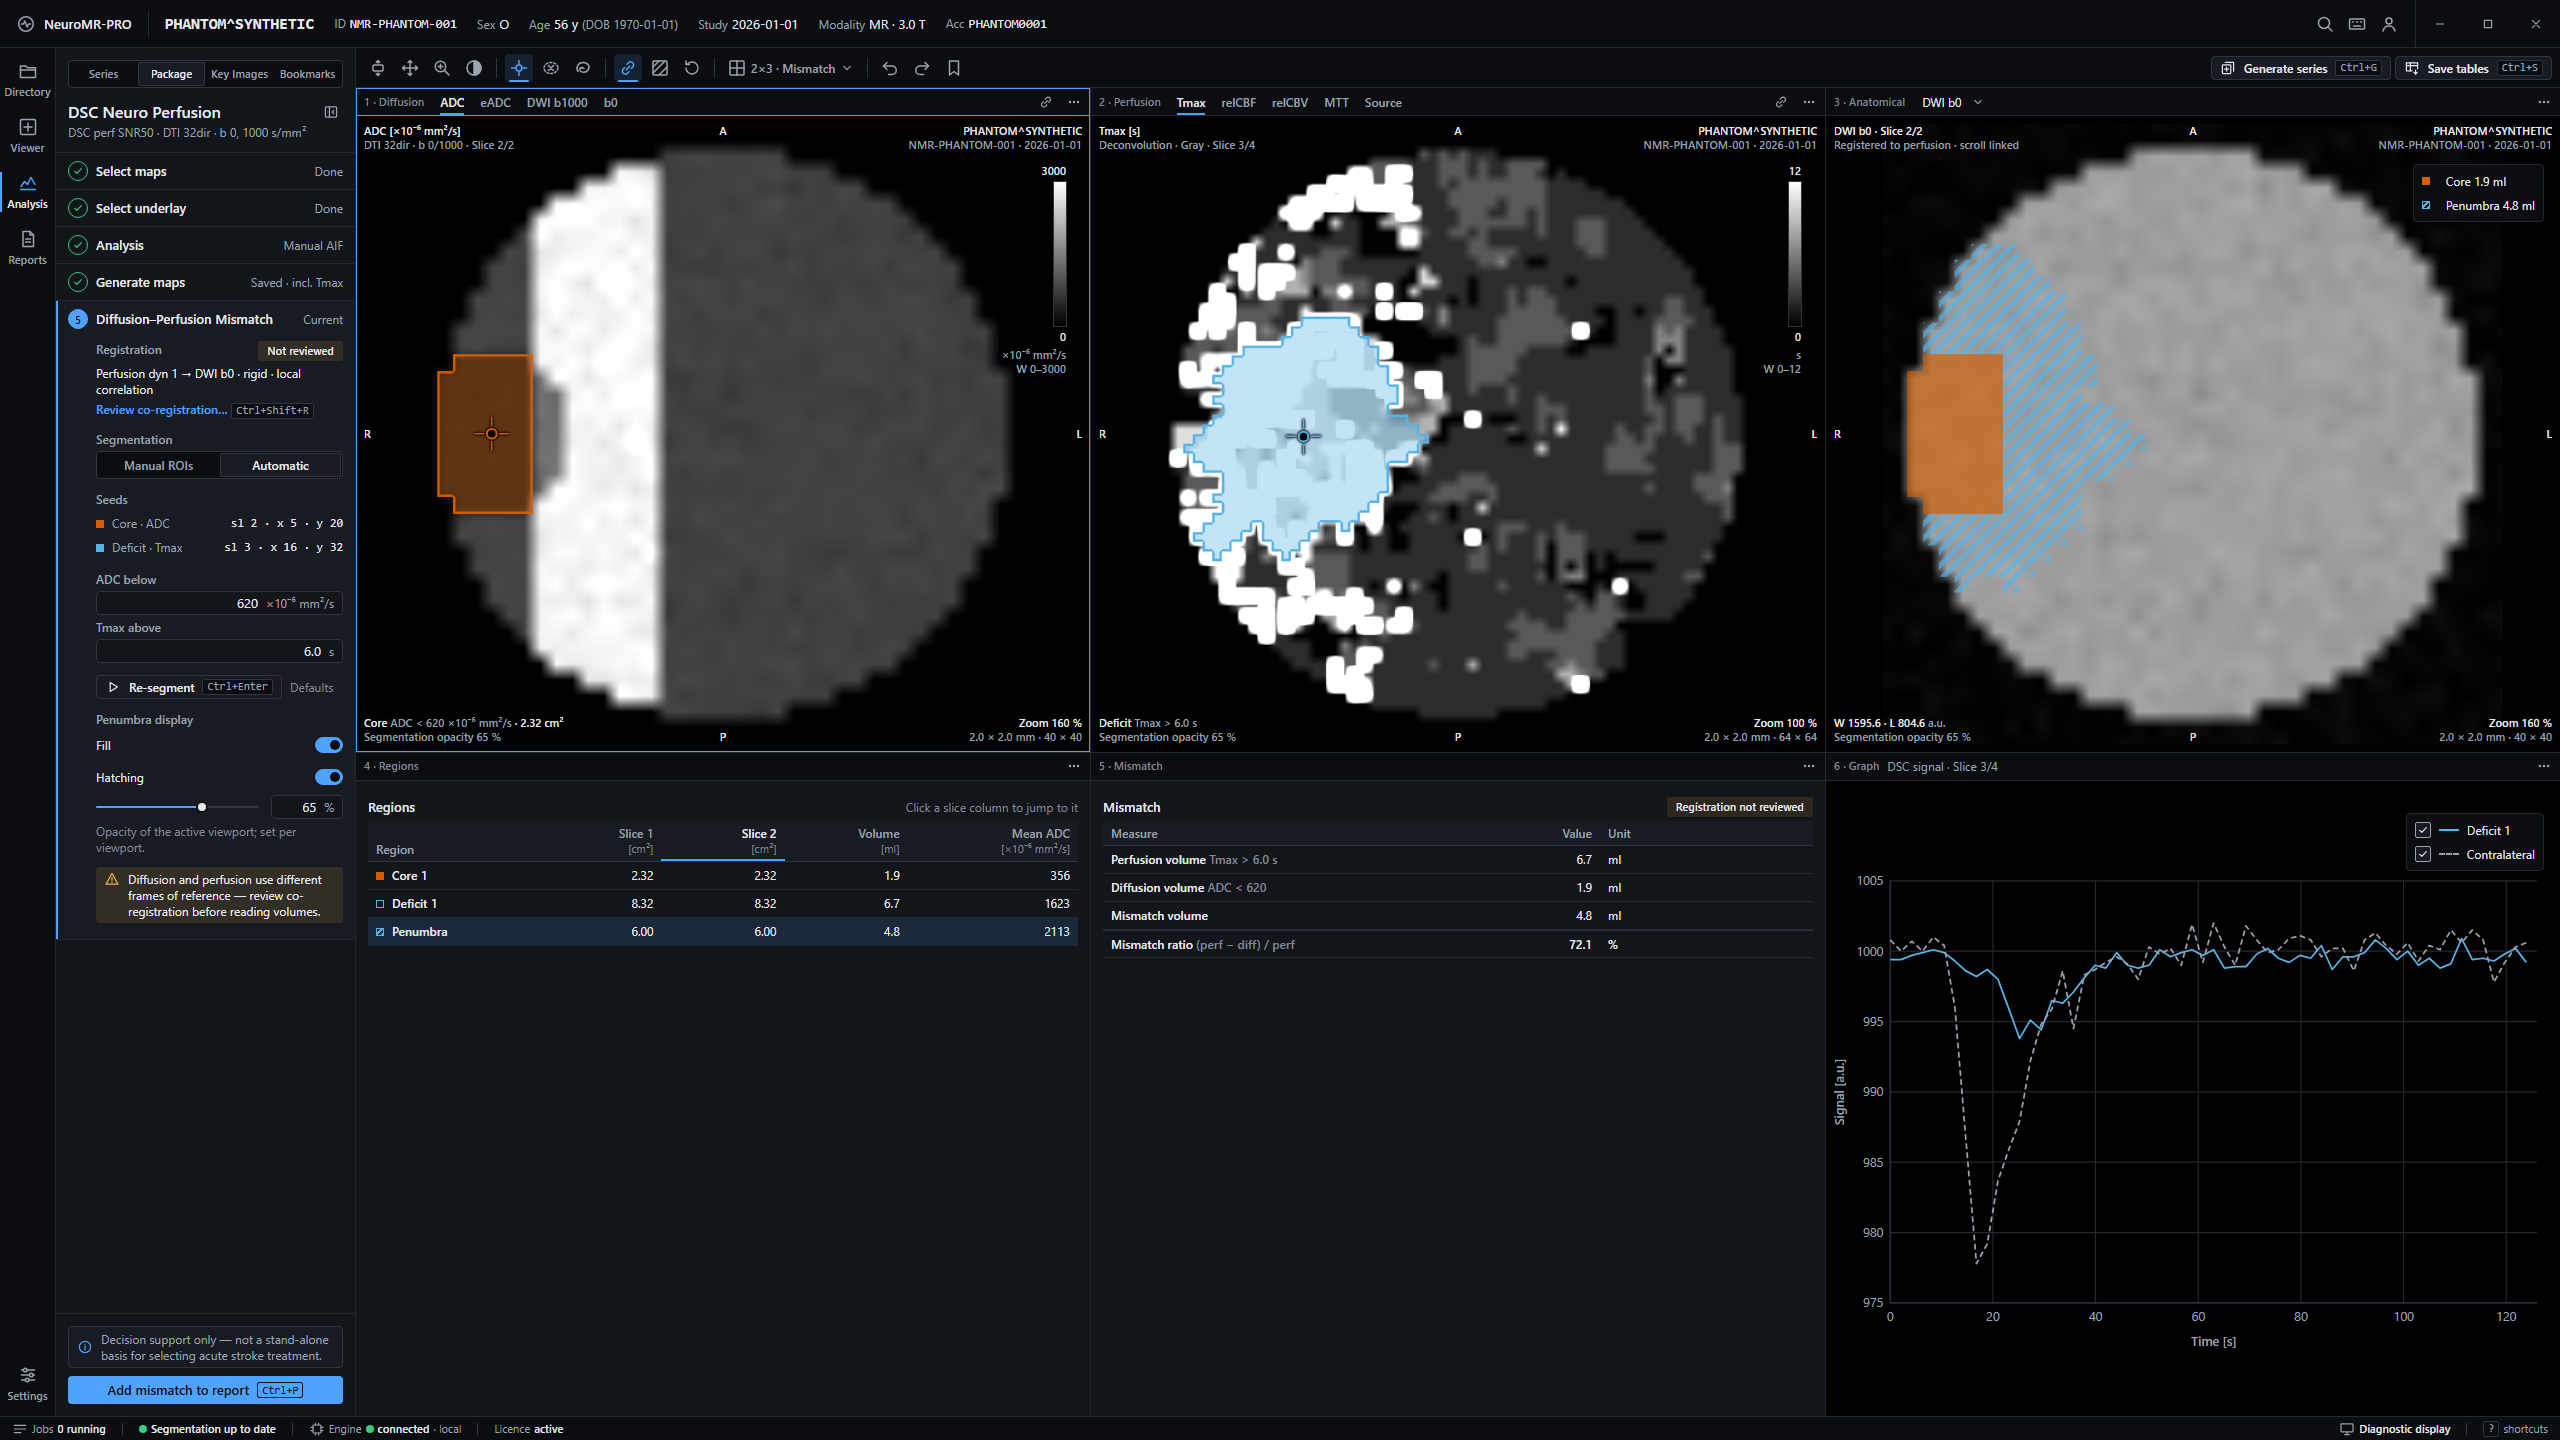 NeuroMR-PRO
PHANTOM^SYNTHETIC
ID NMR-PHANTOM-001
Sex O
Age 56 y (DOB 1970-01-01)
Study 2026-01-01
Modality MR · 3.0 T
Acc PHANTOM0001
Directory
Viewer
Analysis
Reports
Settings
Series
Package
Key Images
Bookmarks
DSC Neuro Perfusion
DSC perf SNR50 · DTI 32dir · b 0, 1000 s/mm²
Select maps Done
Select underlay Done
Analysis Manual AIF
Generate maps Saved · incl. Tmax
5 Diffusion–Perfusion Mismatch Current
Registration Not reviewed
Perfusion dyn 1 → DWI b0 · rigid · local
correlation
Review co-registration... Ctrl+Shift+R
Segmentation
Manual ROIs Automatic
Seeds
Core · ADC sl 2 · x 5 · y 20
Deficit · Tmax sl 3 · x 16 · y 32
ADC below
620 ×10⁻⁶ mm²/s
Tmax above
6.0 s
Re-segment Ctrl+Enter Defaults
Penumbra display
Fill
Hatching
65 %
Opacity of the active viewport; set per
viewport.
Diffusion and perfusion use different
frames of reference — review co-
registration before reading volumes.
Decision support only — not a stand-alone
basis for selecting acute stroke treatment.
Add mismatch to report Ctrl+P
2×3 · Mismatch
Generate series Ctrl+G
Save tables Ctrl+S
1 · Diffusion ADC eADC DWI b1000 b0
ADC [×10⁻⁶ mm²/s]
DTI 32dir · b 0/1000 · Slice 2/2
A
PHANTOM^SYNTHETIC
NMR-PHANTOM-001 · 2026-01-01
3000
0
×10⁻⁶ mm²/s
W 0–3000
R
L
Core ADC < 620 ×10⁻⁶ mm²/s · 2.32 cm²
Segmentation opacity 65 %
P
Zoom 160 %
2.0 × 2.0 mm · 40 × 40
2 · Perfusion Tmax relCBF relCBV MTT Source
Tmax [s]
Deconvolution · Gray · Slice 3/4
A
PHANTOM^SYNTHETIC
NMR-PHANTOM-001 · 2026-01-01
12
0
s
W 0–12
R
L
Deficit Tmax > 6.0 s
Segmentation opacity 65 %
P
Zoom 100 %
2.0 × 2.0 mm · 64 × 64
3 · Anatomical DWI b0
DWI b0 · Slice 2/2
Registered to perfusion · scroll linked
A
PHANTOM^SYNTHETIC
NMR-PHANTOM-001 · 2026-01-01
Core 1.9 ml
Penumbra 4.8 ml
R
L
W 1595.6 · L 804.6 a.u.
Segmentation opacity 65 %
P
Zoom 160 %
2.0 × 2.0 mm · 40 × 40
4 · Regions
Regions Click a slice column to jump to it
Region Slice 1 [cm²] Slice 2 [cm²] Volume [ml] Mean ADC [×10⁻⁶ mm²/s]
Core 1 2.32 2.32 1.9 356
Deficit 1 8.32 8.32 6.7 1623
Penumbra 6.00 6.00 4.8 2113
5 · Mismatch
Mismatch Registration not reviewed
Measure Value Unit
Perfusion volume Tmax > 6.0 s 6.7 ml
Diffusion volume ADC < 620 1.9 ml
Mismatch volume 4.8 ml
Mismatch ratio (perf − diff) / perf 72.1 %
6 · Graph DSC signal · Slice 3/4
Deficit 1
Contralateral
1005
1000
995
990
985
980
975
Signal [a.u.]
0 20 40 60 80 100 120
Time [s]
Jobs 0 running
Segmentation up to date
Engine connected · local
Licence active
Diagnostic display
? shortcuts